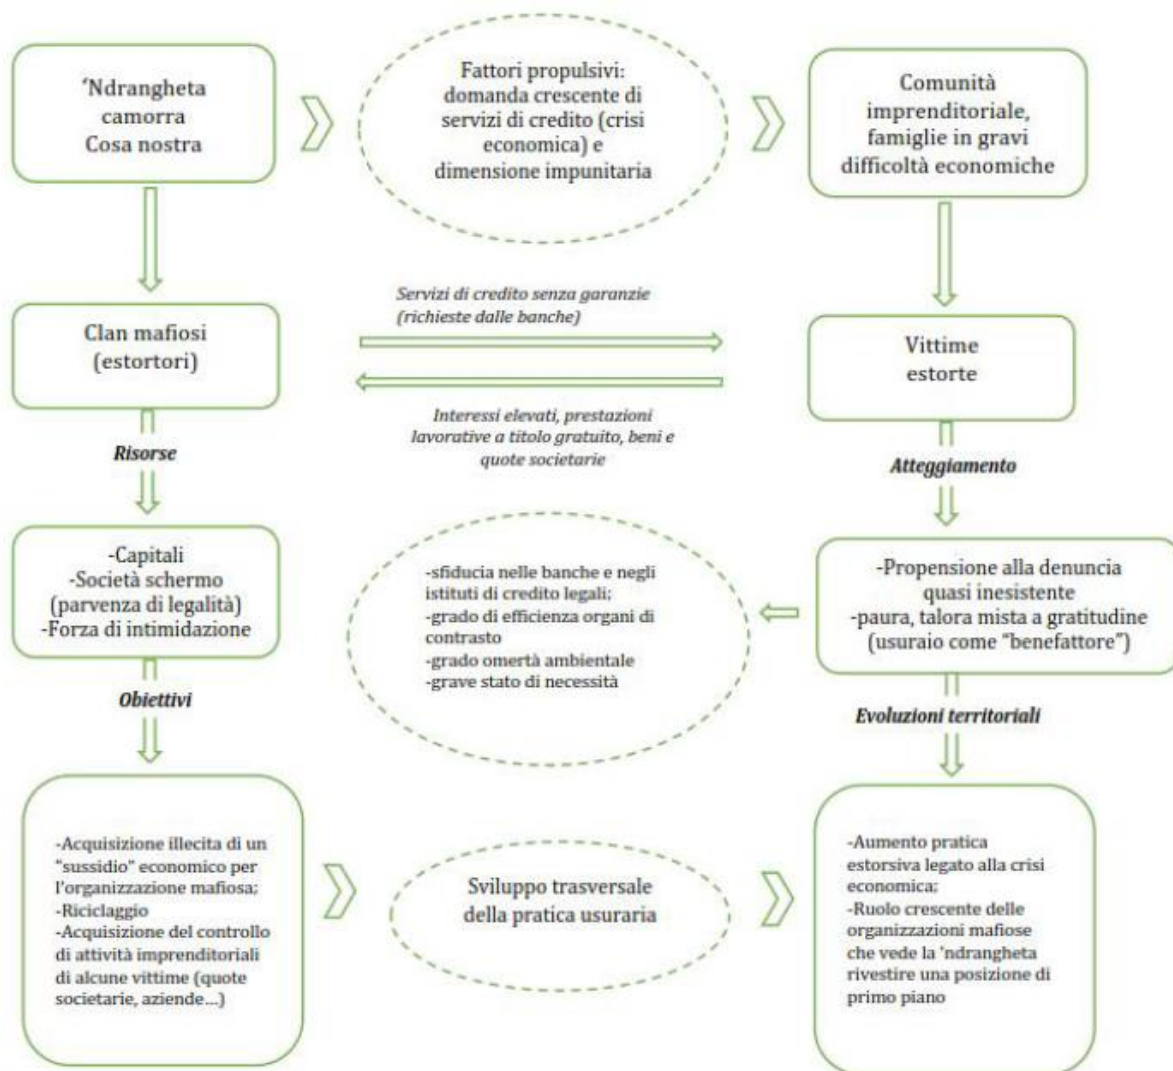 ‘Ndrangheta
camorra
Cosa nostra
Fattori propulsivi:
domanda crescente di
servizi di credito (crisi
economica) e
dimensione impunitaria
Comunità
imprenditoriale,
famiglie in gravi
difficoltà economiche
Clan mafiosi
(estortori)
Servizi di credito senza garanzie
(richieste dalle banche)
Interessi elevati, prestazioni
lavorative a titolo gratuito, beni e
quote societarie
Vittime
estorte
Risorse
Atteggiamento
-Capitali
-Società schermo
(parvenza di legalità)
-Forza di intimidazione
-sfiducia nelle banche e negli
istituti di credito legali;
-grado di efficienza organi di
contrasto
-grado omertà ambientale
-grave stato di necessità
-Propensione alla denuncia
quasi inesistente
-paura, talora mista a gratitudine
(usuraio come “benefattore”)
Obiettivi
Evoluzioni territoriali
-Acquisizione illecita di un
“sussidio” economico per
l’organizzazione mafiosa;
-Riciclaggio
-Acquisizione del controllo
di attività imprenditoriali
di alcune vittime (quote
societarie, aziende...)
Sviluppo trasversale
della pratica usuraria
-Aumento pratica
estorsiva legato alla crisi
economica;
-Ruolo crescente delle
organizzazioni mafiose
che vede la ’ndrangheta
rivestire una posizione di
primo piano